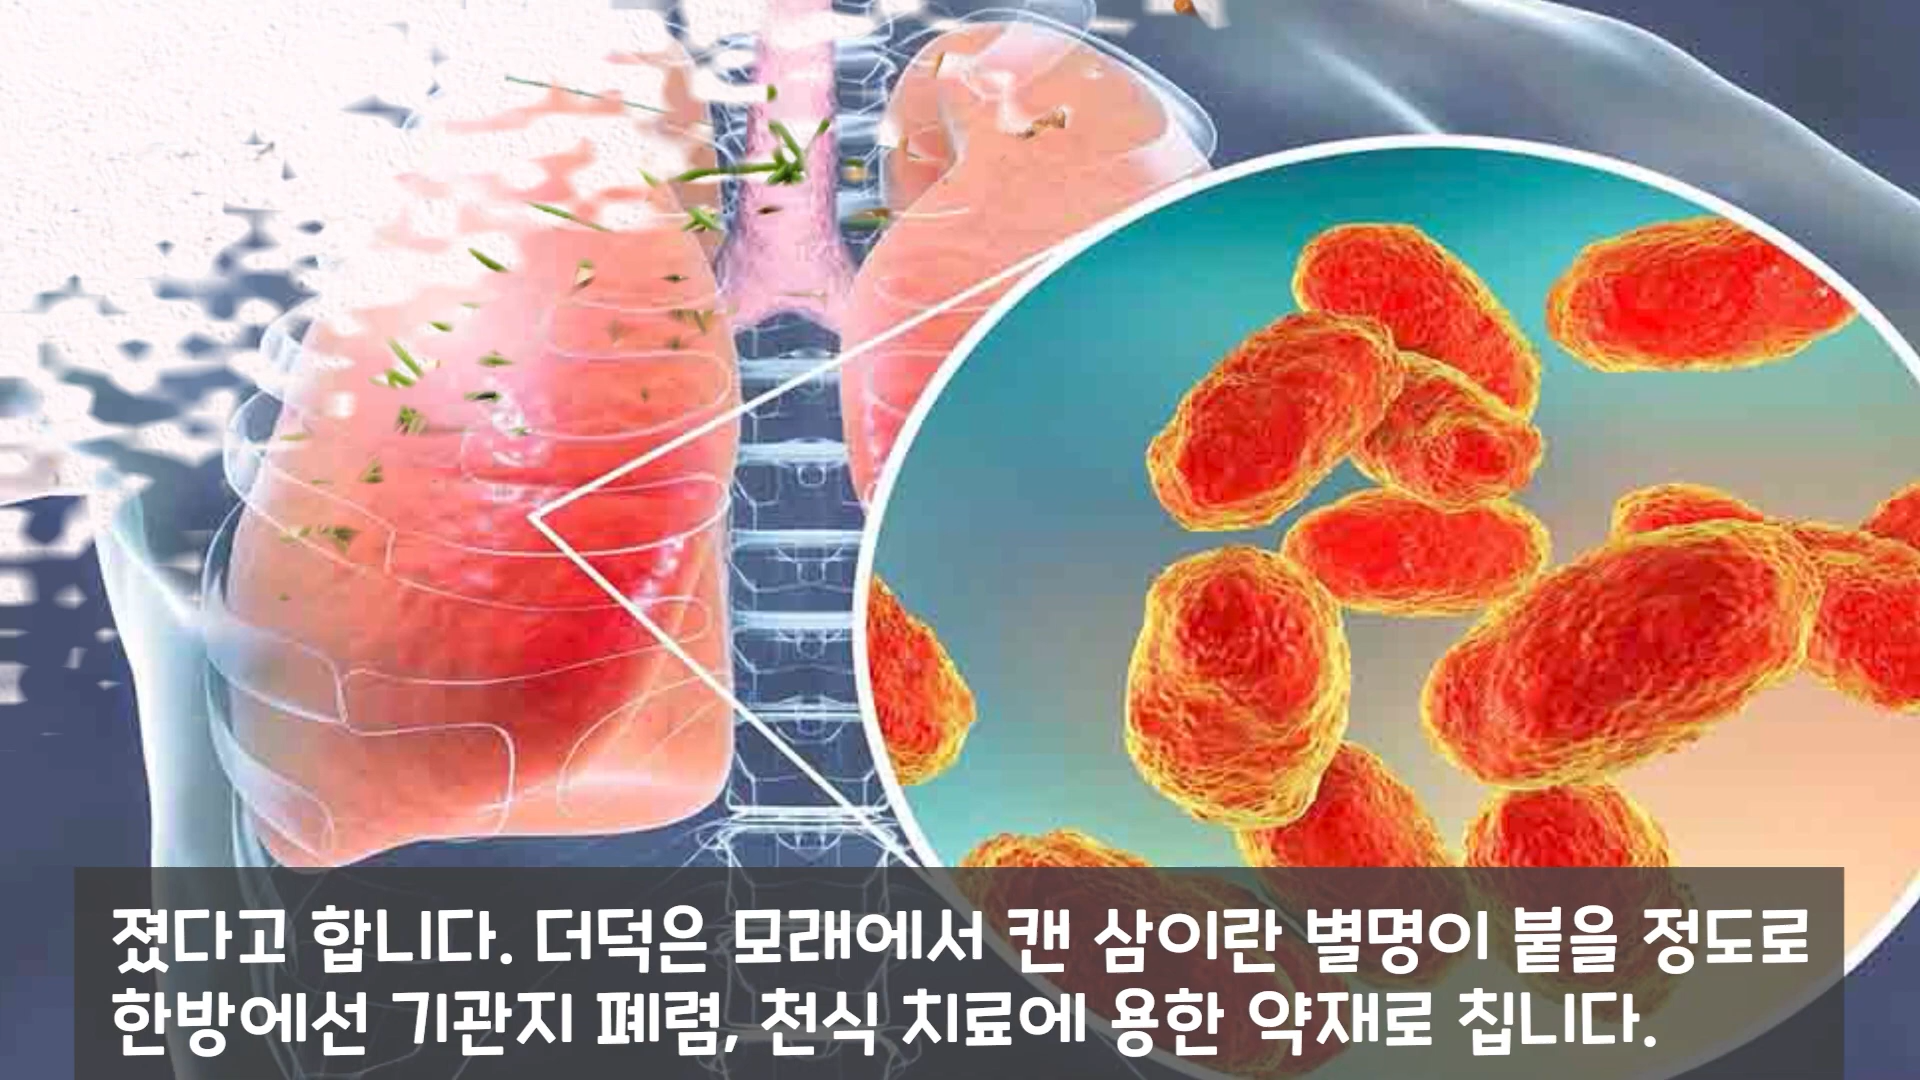 졌다고 합니다. 더덕은 모래에서 캔 삼이란 별명이 붙을 정도로
한방에선 기관지 폐렴, 천식 치료에 용한 약재로 칩니다.